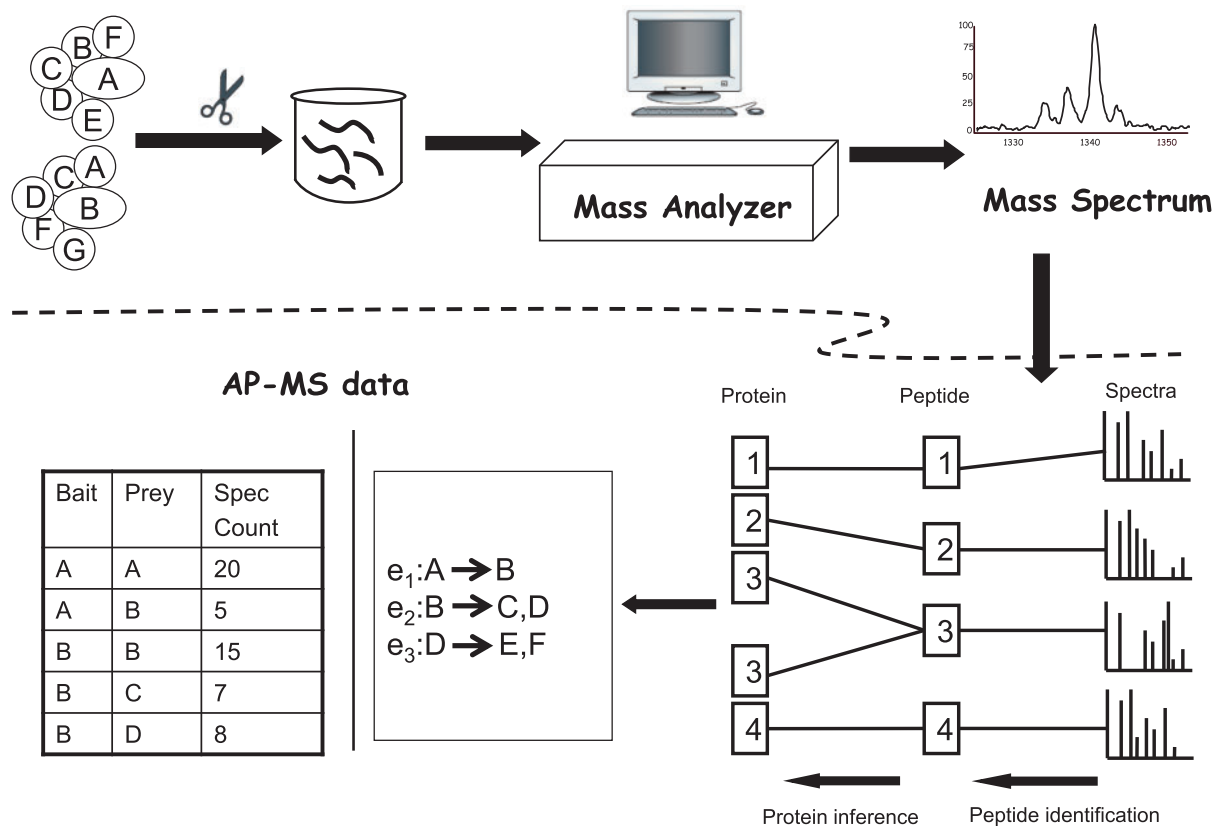 B F
C A
D
E
C A
D B
F
G
Mass Analyzer
100
75
50
25
0
1330 1340 1350
Mass Spectrum
AP-MS data
Bait Prey Spec
Count
A A 20
A B 5
B B 15
B C 7
B D 8
e₁:A → B
e₂:B → C,D
e₃:D → E,F
Protein Peptide Spectra
1 1
2 2
3
3
3
4 4
Protein inference
Peptide identification